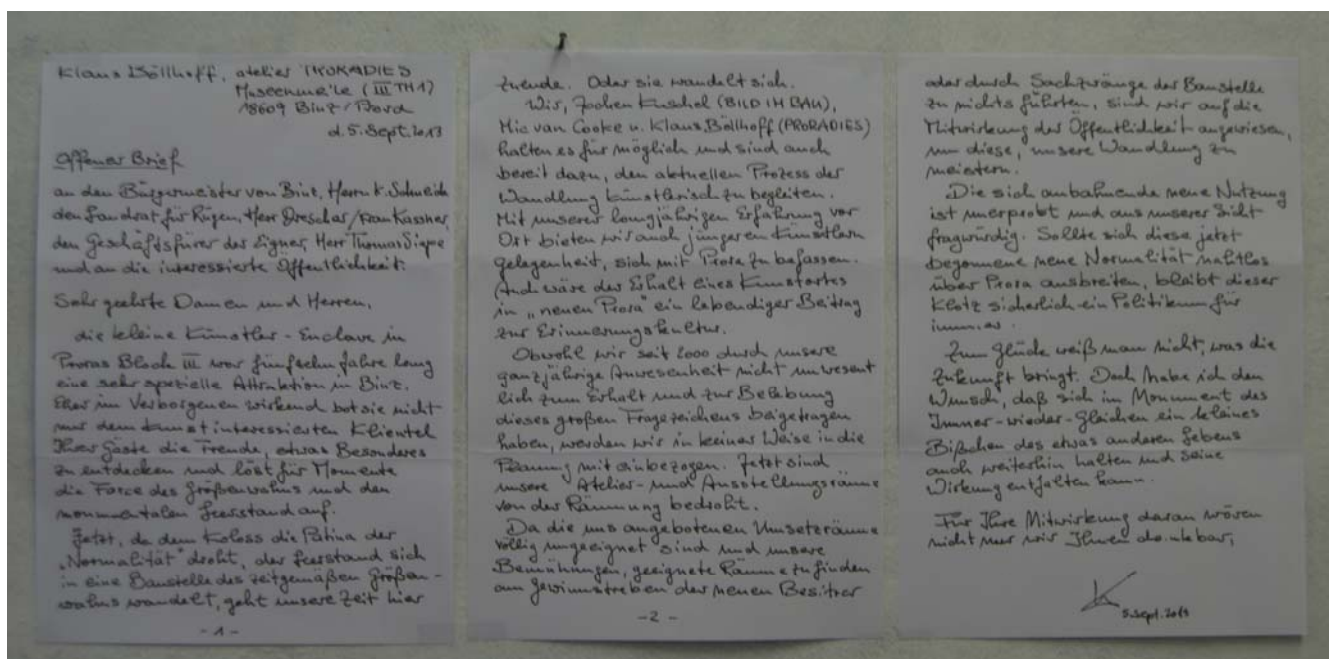 Klaus Böllhoff, atelier PRORADIES
Museenmeile (III TH1)
18609 Binz / Prora
d. 5. Sept. 2013
Offener Brief
an den Bürgermeister von Binz, Herrn K. Schneider
den Landrat für Rügen, Herr Drescher / Frau Kassner,
den Geschäftsfürer der Eigner, Herr Thomas
und an die interessierte Öffentlichkeit.
Sehr geehrte Damen und Herren,
die kleine Künstler-Enclave in
Proras Block III war fünfzehn Jahre lang
eine sehr spezielle Attraktion in Binz.
Eher im Verborgenen wirkend bot sie nicht
nur dem kunstinteressierten Klientel
Ihrer Gäste die Freude, etwas Besonderes
zu entdecken und löst für Momente
die Farce des Größenwahns und den
monumentalen Leerstand auf.
Jetzt, da dem Koloss die Patina der
„Normalität" droht, der Leerstand sich
in eine Baustelle des zeitgemäßen Größen-
wahns wandelt, geht unsere Zeit hier
- 1 -
zuende. Oder sie wandelt sich.
Wir, Jochen Kuschel (BILD IM BAU),
Mic van Cooke u. Klaus Böllhoff (PRORADIES)
halten es für möglich und sind auch
bereit dazu, den aktuellen Prozess der
Wandlung künstlerisch zu begleiten.
Mit unserer langjährigen Erfahrung vor
Ort bieten wir auch jüngeren Künstlern
gelegenheit, sich mit Prora zu befassen.
Auch wäre der Erhalt eines Kunstortes
in „neuen Prora" ein lebendiger Beitrag
zur Erinnerungskultur.
Obwohl wir seit 2000 durch unsere
ganzjährige Anwesenheit nicht unwesent
lich zum Erhalt und zur Belebung
dieses großen Fragezeichens beigetragen
haben, werden wir in keiner Weise in die
Planung mit einbezogen. Jetzt sind
unsere Atelier- und Ausstellungsräume
von der Räumung bedroht.
Da die uns angebotenen Umsetzräume
völlig ungeeignet sind und unsere
Bemühungen, geeignete Räume zu finden
am Gewinnstreben der neuen Besitzer
- 2 -
oder durch Sachzwänge der Baustelle
zu nichts führten, sind wir auf die
Mitwirkung der Öffentlichkeit angewiesen,
um diese, unsere Wandlung zu
meistern.
Die sich anbahnende neue Nutzung
ist unerprobt und aus unserer Sicht
fragwürdig. Sollte sich diese jetzt
begonnene neue Normalität nahtlos
über Prora ausbreiten, bleibt dieser
Klotz sicherlich ein Politikum für
immer.
Zum Glück weiß man nicht, was die
Zukunft bringt. Doch habe ich den
Wunsch, daß sich im Monument des
Immer-wieder-Gleichen ein kleines
Bißchen des etwas anderen Lebens
auch weiterhin halten und seine
Wirkung entfalten kann.
Für Ihre Mitwirkung daran wären
nicht nur wir Ihnen dankbar,
5. Sept. 2013